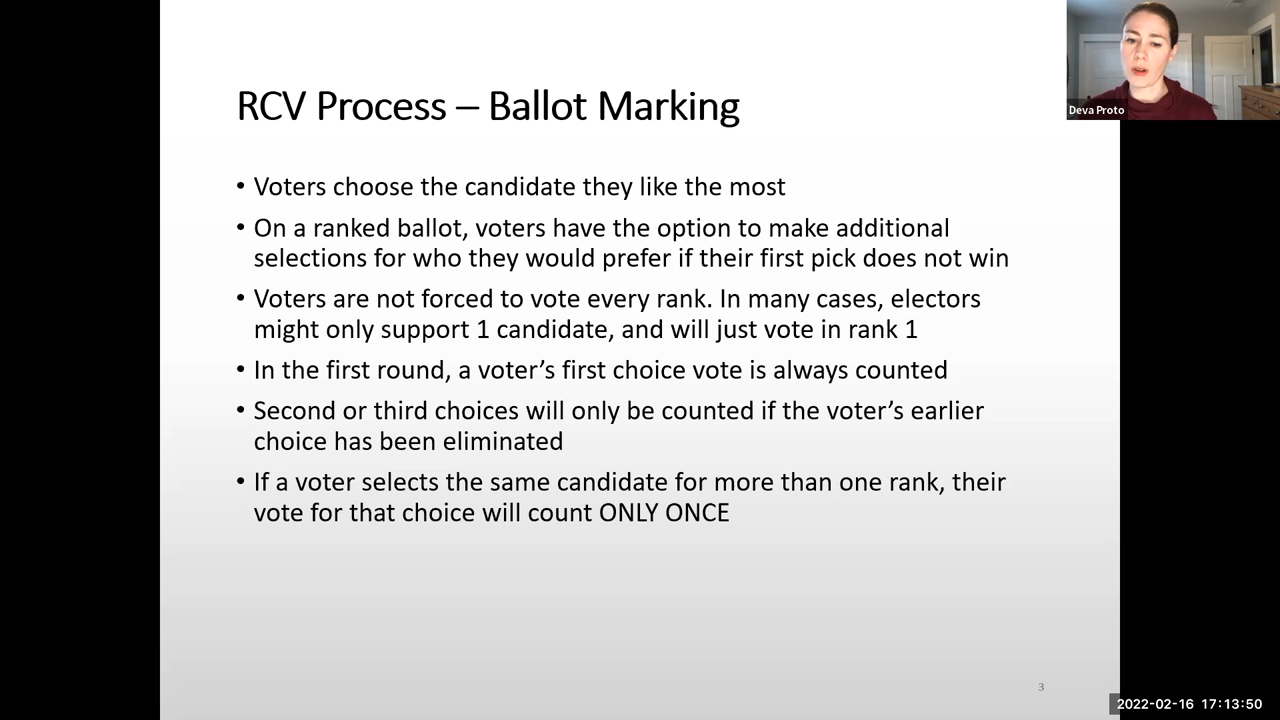 RCV Process – Ballot Marking
Deva Proto
• Voters choose the candidate they like the most
• On a ranked ballot, voters have the option to make additional
selections for who they would prefer if their first pick does not win
• Voters are not forced to vote every rank. In many cases, electors
might only support 1 candidate, and will just vote in rank 1
• In the first round, a voter’s first choice vote is always counted
• Second or third choices will only be counted if the voter’s earlier
choice has been eliminated
• If a voter selects the same candidate for more than one rank, their
vote for that choice will count ONLY ONCE
3
2022-02-16 17:13:50